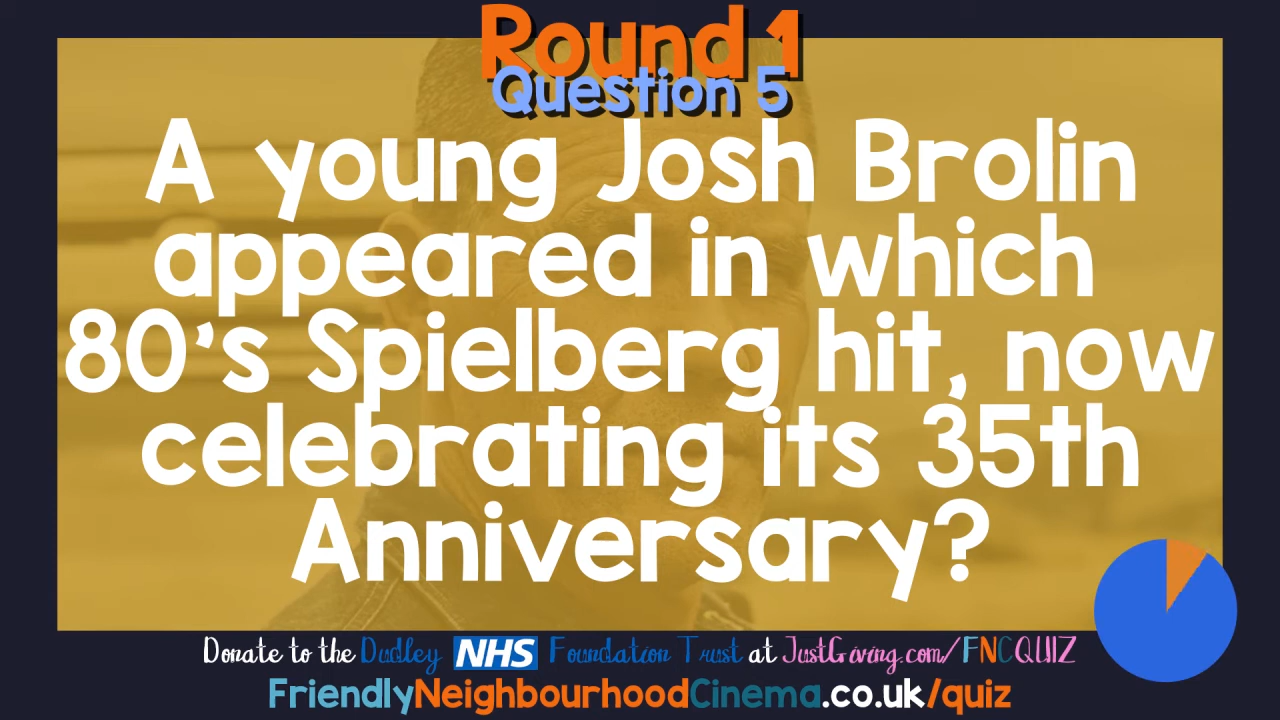 Round 1
Question 5
A young Josh Brolin
appeared in which
80's Spielberg hit, now
celebrating its 35th
Anniversary?
Donate to the Dudley NHS Foundation Trust at JustGiving.com/FNCQUIZ
FriendlyNeighbourhoodCinema.co.uk/quiz